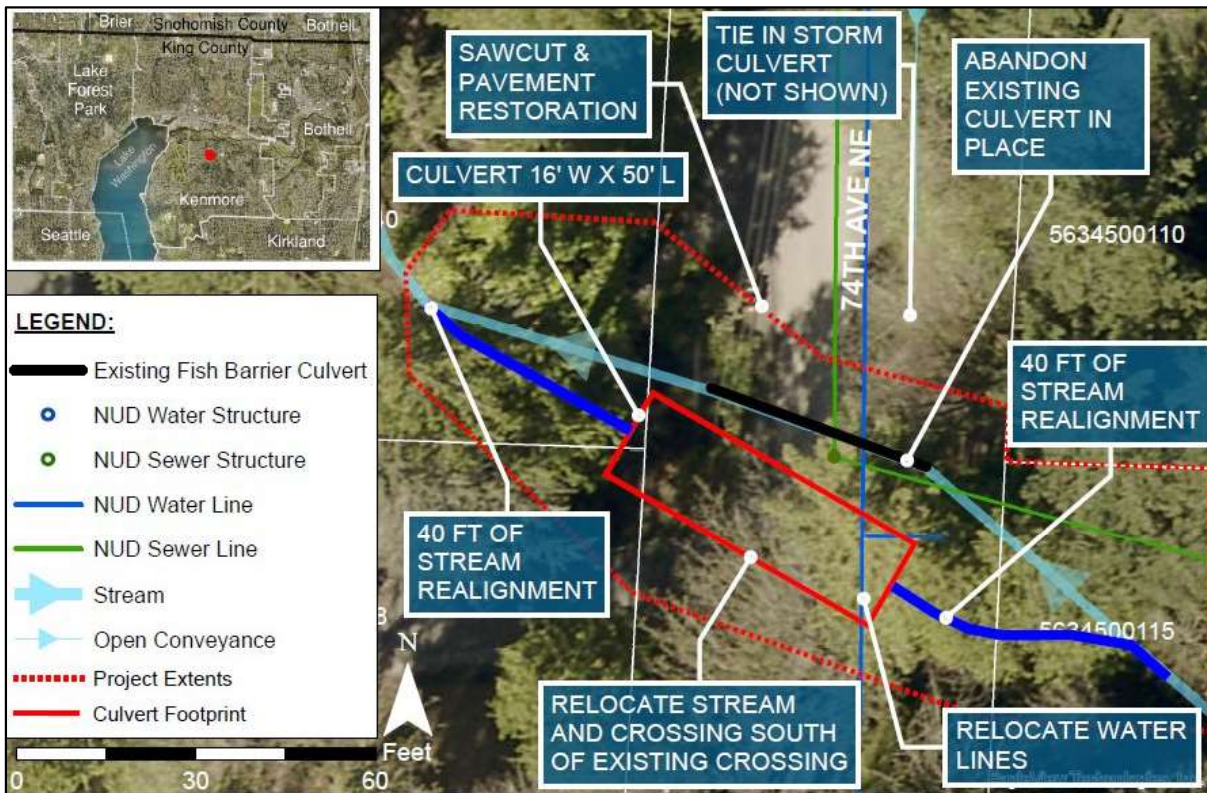 Brier
Snohomish County
Bothell
King County
Lake
Forest
Park
Bothell
Lake
Washington
Kenmore
Seattle
Kirkland
SAWCUT &
PAVEMENT
RESTORATION
TIE IN STORM
CULVERT
(NOT SHOWN)
ABANDON
EXISTING
CULVERT IN
PLACE
CULVERT 16' W X 50' L
74TH AVE NE
5634500110
LEGEND:
Existing Fish Barrier Culvert
NUD Water Structure
NUD Sewer Structure
NUD Water Line
NUD Sewer Line
Stream
Open Conveyance
Project Extents
Culvert Footprint
40 FT OF
STREAM
REALIGNMENT
40 FT OF
STREAM
REALIGNMENT
5634500115
N
Feet
0 30 60
RELOCATE STREAM
AND CROSSING SOUTH
OF EXISTING CROSSING
RELOCATE WATER
LINES